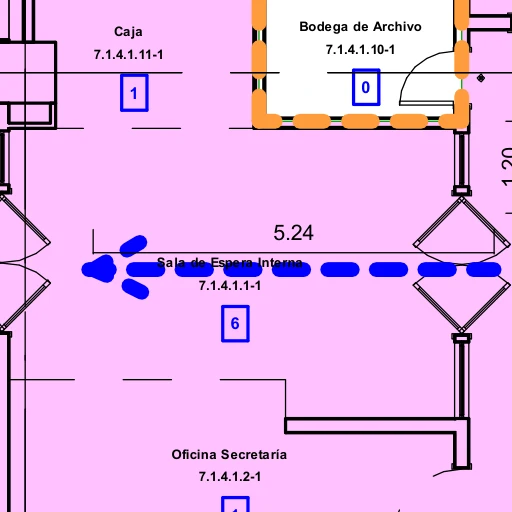 Caja
7.1.4.1.11-1
1
Bodega de Archivo
7.1.4.1.10-1
0
1.20
5.24
Sala de Espera Interna
7.1.4.1.1-1
6
Oficina Secretaría
7.1.4.1.2-1